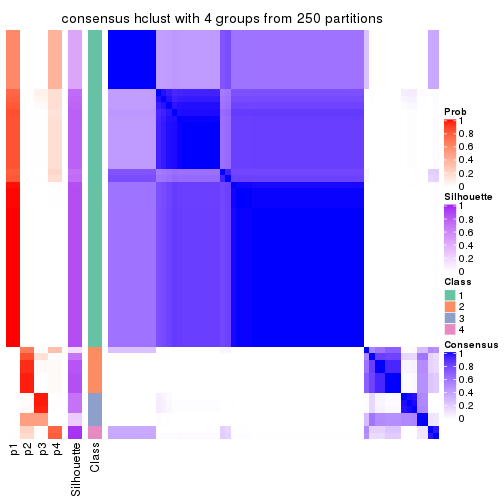 consensus hclust with 4 groups from 250 partitions
Prob
1
0.8
0.6
0.4
0.2
0
Silhouette
1
0.8
0.6
0.4
0.2
0
Class
1
2
3
4
Consensus
1
0.8
0.6
0.4
0.2
0
p1
p2
p3
p4
Silhouette
Class